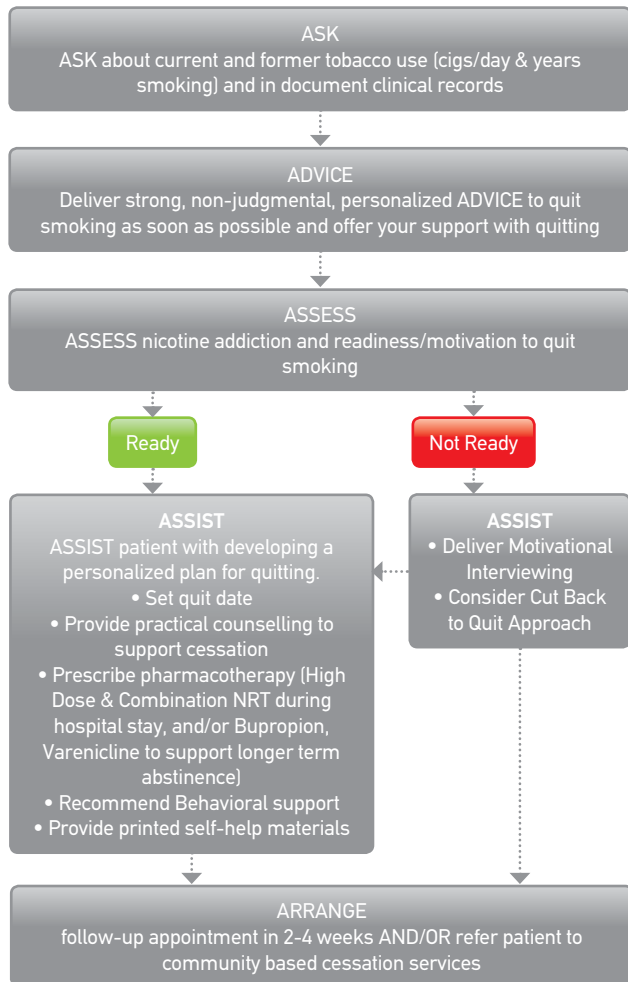 ASK
ASK about current and former tobacco use (cigs/day & years
smoking) and in document clinical records
ADVICE
Deliver strong, non-judgmental, personalized ADVICE to quit
smoking as soon as possible and offer your support with quitting
ASSESS
ASSESS nicotine addiction and readiness/motivation to quit
smoking
Ready
Not Ready
ASSIST
ASSIST patient with developing a
personalized plan for quitting.
• Set quit date
• Provide practical counselling to
support cessation
• Prescribe pharmacotherapy (High
Dose & Combination NRT during
hospital stay, and/or Bupropion,
Varenicline to support longer term
abstinence)
• Recommend Behavioral support
• Provide printed self-help materials
ASSIST
• Deliver Motivational
Interviewing
• Consider Cut Back
to Quit Approach
ARRANGE
follow-up appointment in 2-4 weeks AND/OR refer patient to
community based cessation services